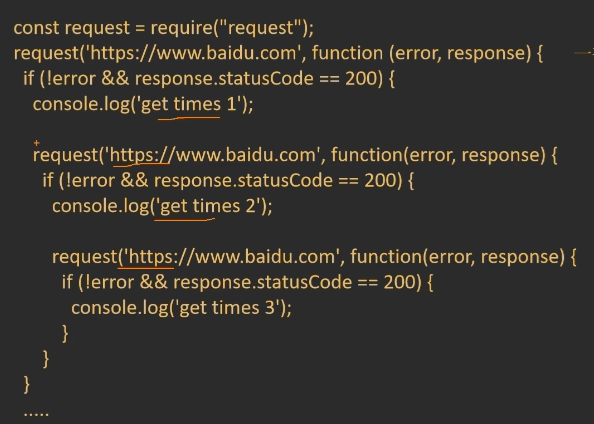 const request = require("request");
request('https://www.baidu.com', function (error, response) {
if (!error && response.statusCode == 200) {
console.log('get times 1');
request('https://www.baidu.com', function(error, response) {
if (!error && response.statusCode == 200) {
console.log('get times 2');
request('https://www.baidu.com', function(error, response) {
if (!error && response.statusCode == 200) {
console.log('get times 3');
}
}
}
.....